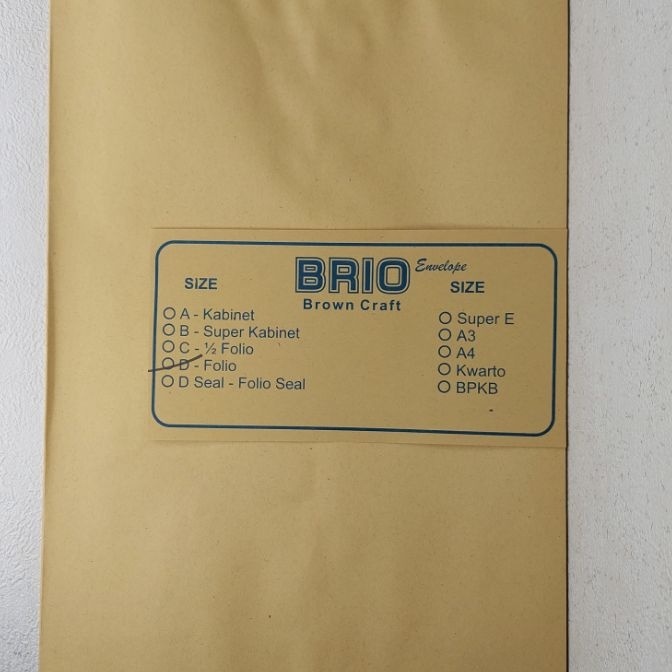 BRIO Envelope
Brown Craft
SIZE
A - Kabinet
B - Super Kabinet
C - ½ Folio
D - Folio
D Seal - Folio Seal
SIZE
Super E
A3
A4
Kwarto
BPKB